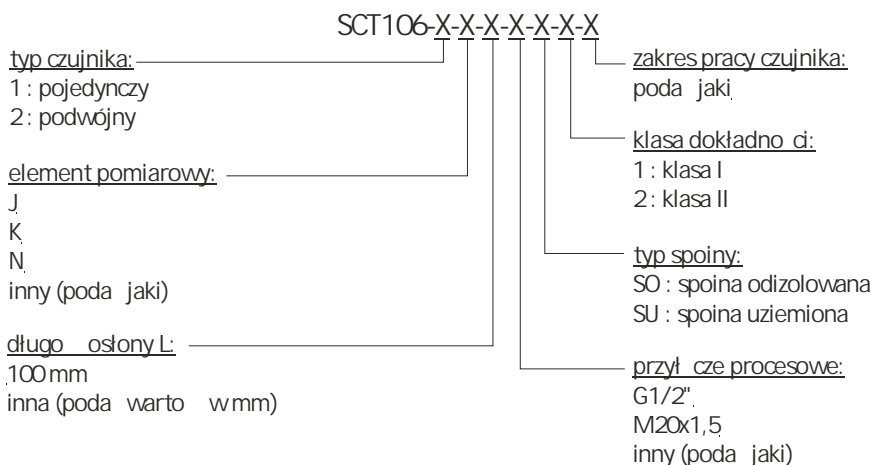 SCT106-X-X-X-X-X-X-X
typ czujnika:
1 : pojedynczy
2 : podwójny
element pomiarowy:
J
K
N
inny (poda jaki)
długo osłony L:
100 mm
inna (poda warto w mm)
zakres pracy czujnika:
poda jaki
klasa dokładno ci:
1 : klasa I
2 : klasa II
typ spoiny:
SO : spoina odizolowana
SU : spoina uziemiona
przył cze procesowe:
G1/2"
M20x1,5
inny (poda jaki)